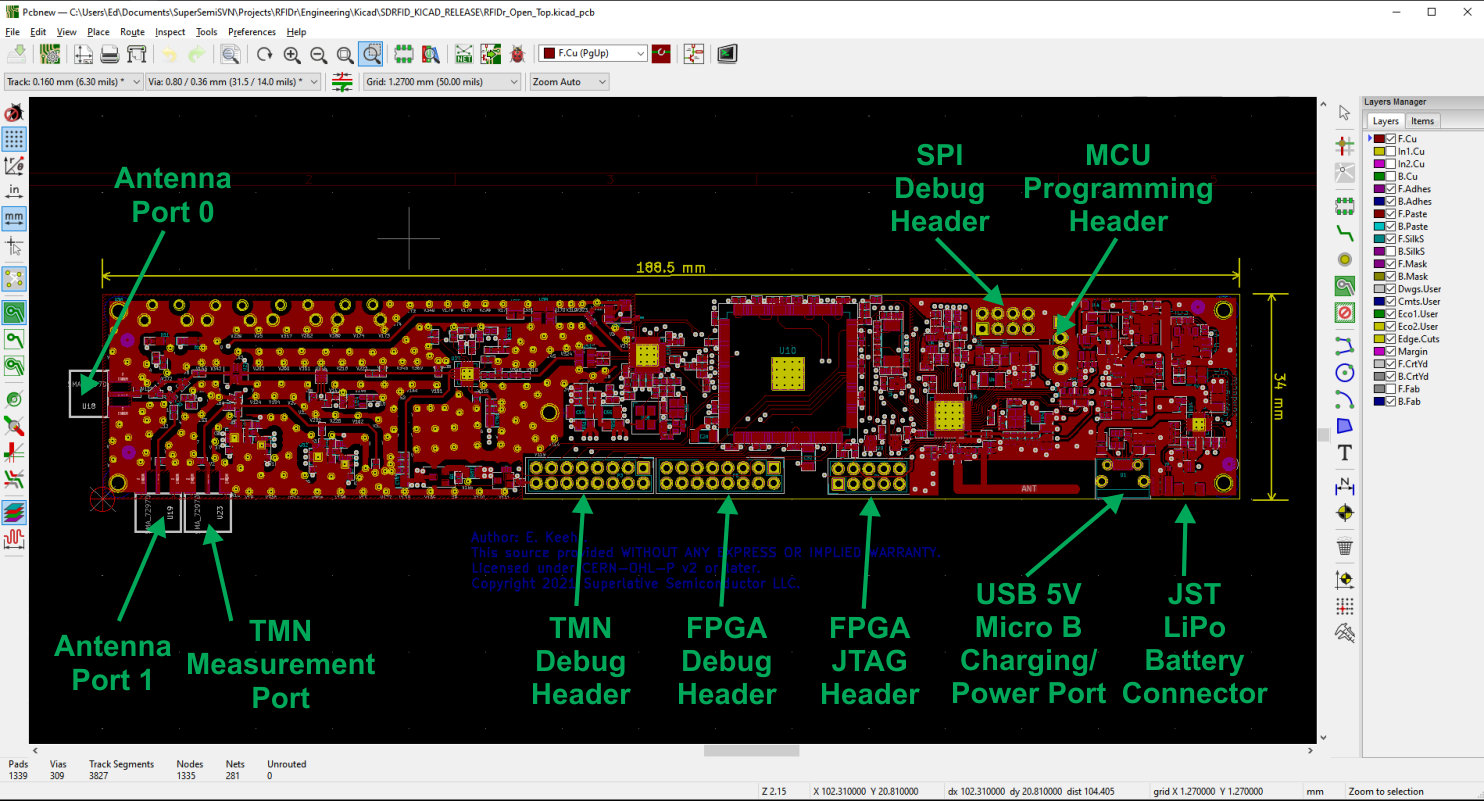 Pcbnew — C:\Users\Ed\Documents\SuperSemiSVN\Projects\RFIDr\Engineering\Kicad\SDRFID_KICAD_RELEASE\RFIDr_Open_Top.kicad_pcb
File Edit View Place Route Inspect Tools Preferences Help
NET
F.Cu (PgUp)
Track: 0.160 mm (6.30 mils) *
Via: 0.80 / 0.36 mm (31.5 / 14.0 mils) *
Grid: 1.2700 mm (50.00 mils)
Zoom Auto
in
mm
Layers Manager
Layers Items
F.Cu
In1.Cu
In2.Cu
B.Cu
F.Adhes
B.Adhes
F.Paste
B.Paste
F.SilkS
B.SilkS
F.Mask
B.Mask
Dwgs.User
Cmts.User
Eco1.User
Eco2.User
Edge.Cuts
Margin
F.CrtYd
B.CrtYd
F.Fab
B.Fab
Antenna
Port 0
SPI
Debug
Header
MCU
Programming
Header
2
3
188.5 mm
34 mm
U10
U18
U19
U23
ANT
Author: E. Keeh
This source provided WITHOUT ANY EXPRESS OR IMPLIED WARRANTY.
Licensed under CERN-OHL-P v2 or later.
Copyright 2021 Superlative Semiconductor LLC.
Antenna
Port 1
TMN
Measurement
Port
TMN
Debug
Header
FPGA
Debug
Header
FPGA
JTAG
Header
USB 5V
Micro B
Charging/
Power Port
JST
LiPo
Battery
Connector
Pads Vias Track Segments Nodes Nets Unrouted
1339 309 3827 1335 281 0
Z 2.15
X 102.310000 Y 20.810000
dx 102.310000 dy 20.810000 dist 104.405
grid X 1.270000 Y 1.270000
mm
Zoom to selection